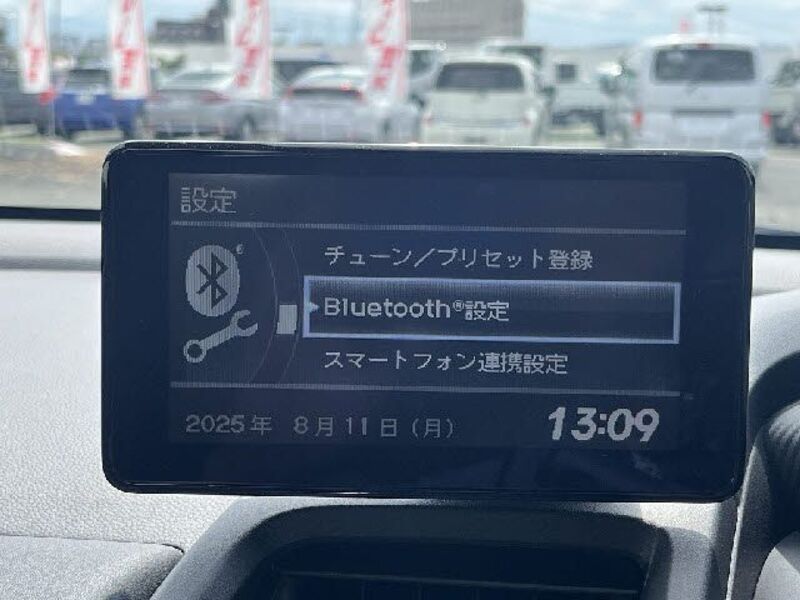 設定
チューン／プリセット登録
Bluetooth®設定
スマートフォン連携設定
2025年 8月11日（月） 13:09